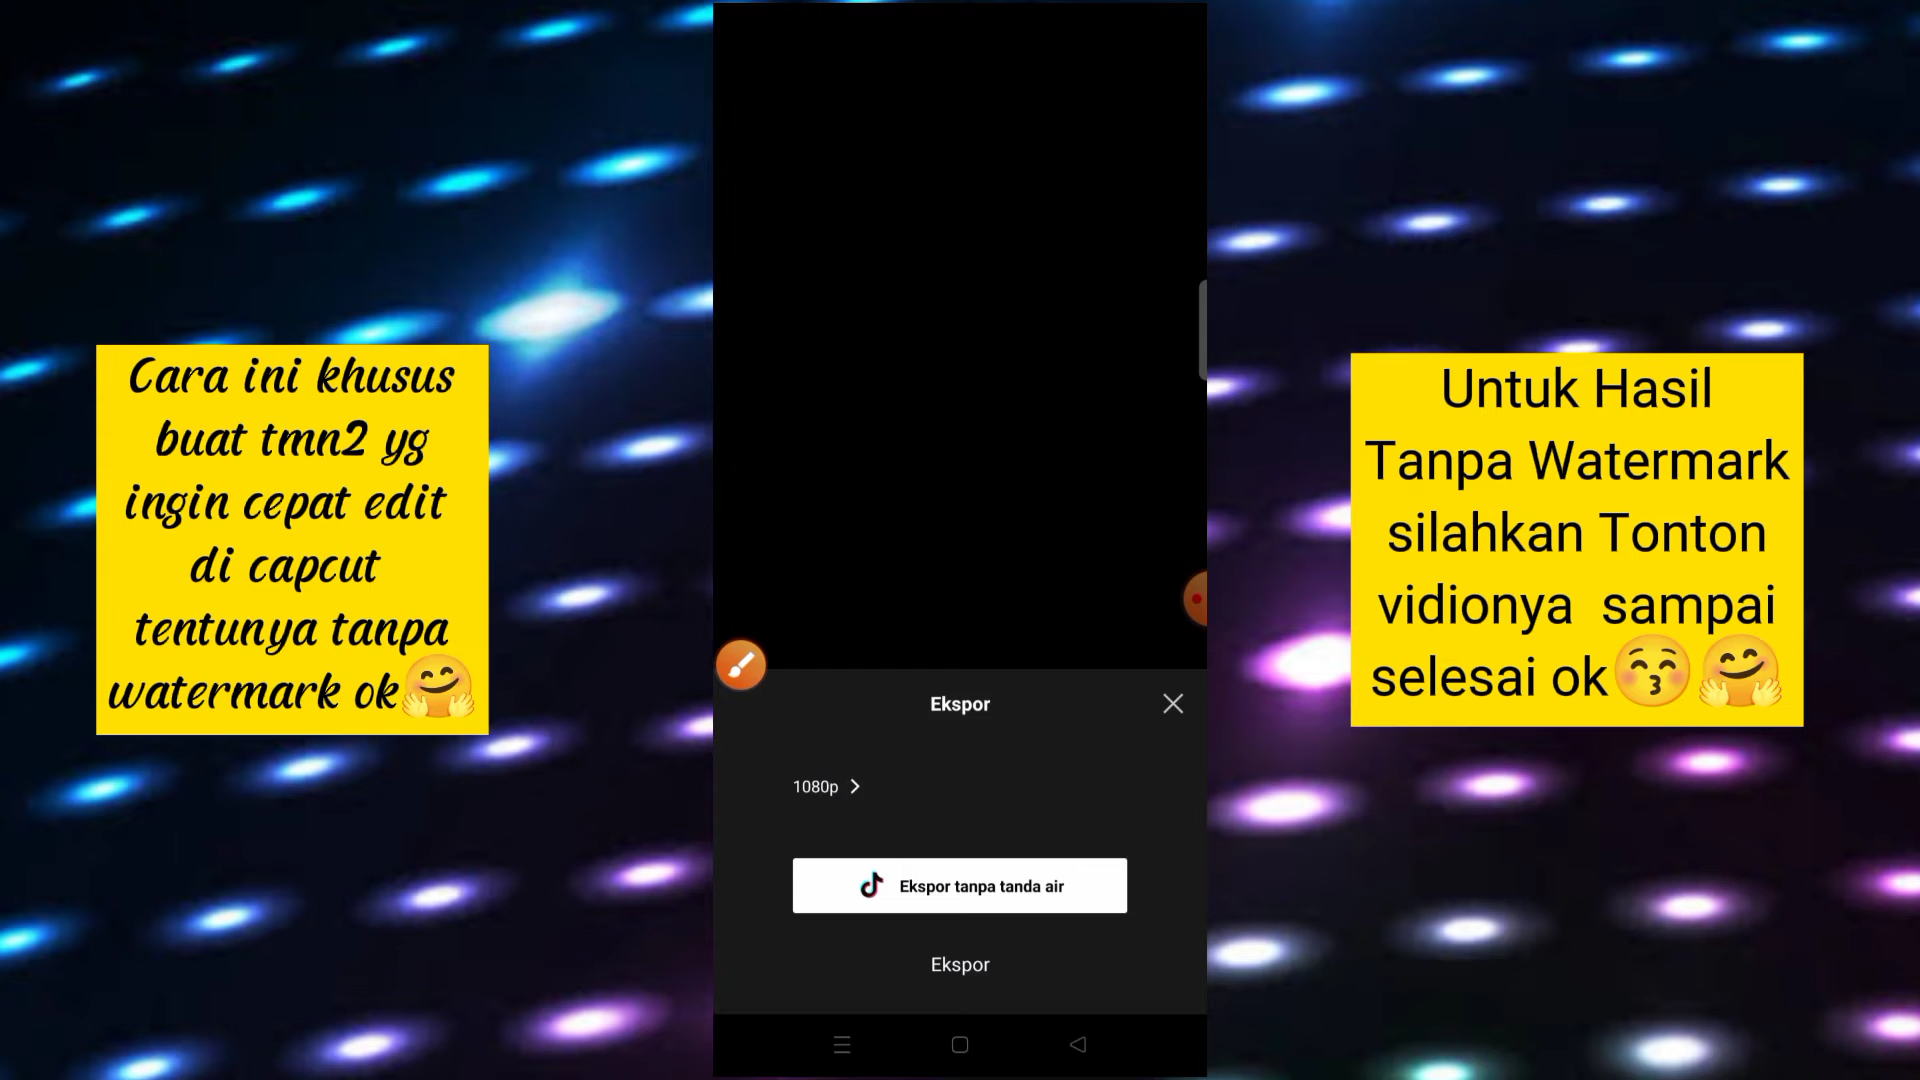 Cara ini khusus
buat tmn2 yg
ingin cepat edit
di capcut
tentunya tanpa
watermark ok🤗
Ekspor
1080p
Ekspor tanpa tanda air
Ekspor
Untuk Hasil
Tanpa Watermark
silahkan Tonton
vidionya sampai
selesai ok😚🤗